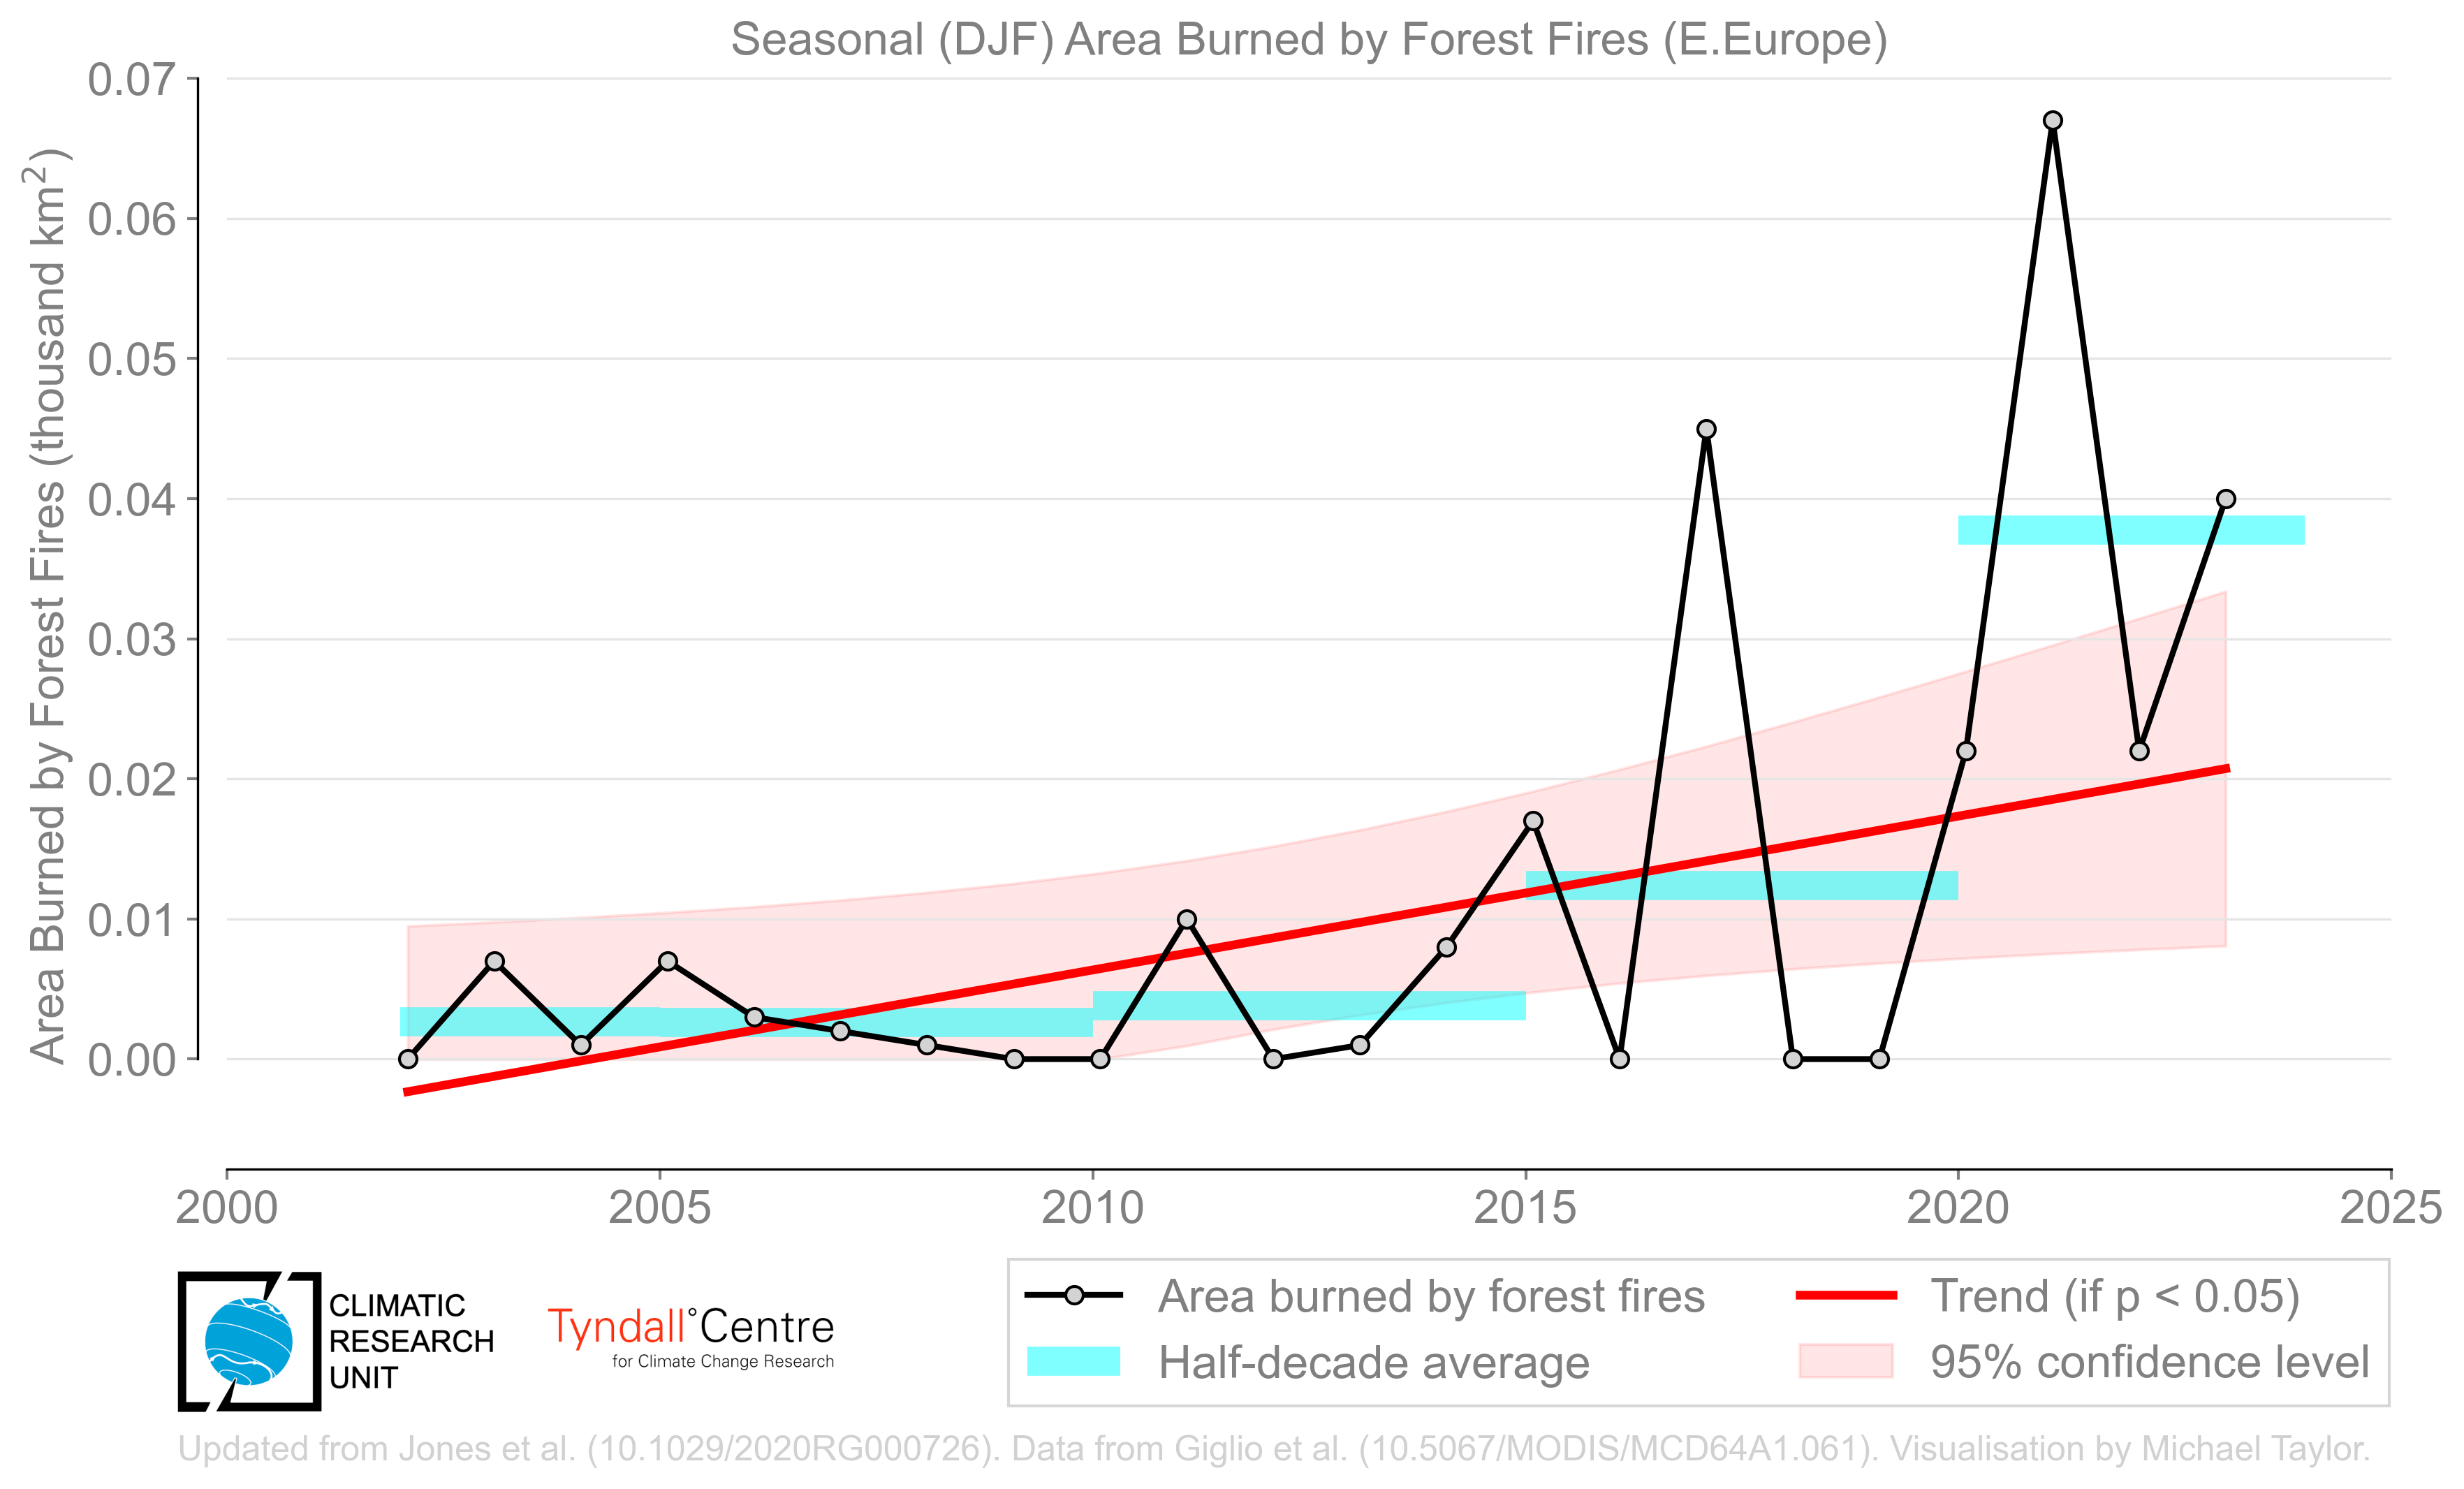 Seasonal (DJF) Area Burned by Forest Fires (E.Europe)
Area Burned by Forest Fires (thousand km²)
0.07
0.06
0.05
0.04
0.03
0.02
0.01
0.00
2000 2005 2010 2015 2020 2025
CLIMATIC
RESEARCH
UNIT
Tyndall°Centre
for Climate Change Research
Area burned by forest fires
Half-decade average
Trend (if p < 0.05)
95% confidence level
Updated from Jones et al. (10.1029/2020RG000726). Data from Giglio et al. (10.5067/MODIS/MCD64A1.061). Visualisation by Michael Taylor.